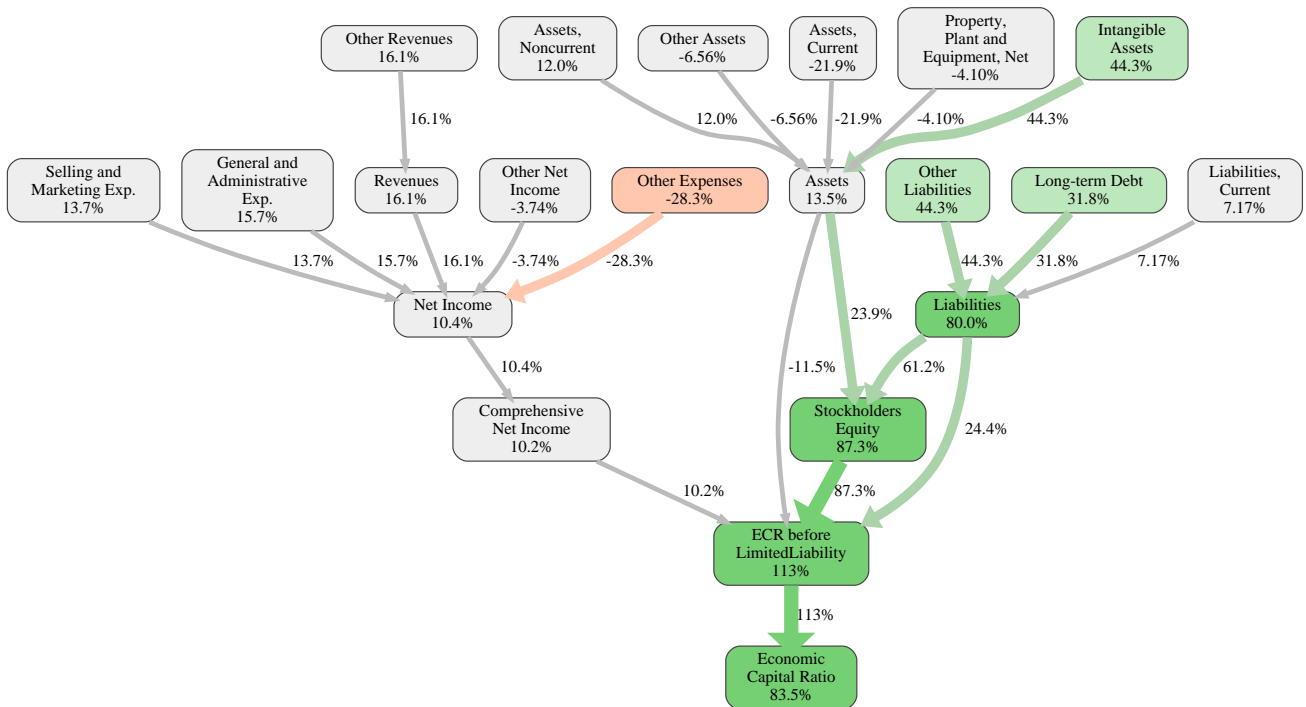 Other Revenues
16.1%
Assets,
Noncurrent
12.0%
Other Assets
-6.56%
Assets,
Current
-21.9%
Property,
Plant and
Equipment, Net
-4.10%
Intangible
Assets
44.3%
16.1%
12.0%
-6.56%
-21.9%
-4.10%
44.3%
Selling and
Marketing Exp.
13.7%
General and
Administrative
Exp.
15.7%
Revenues
16.1%
Other Net
Income
-3.74%
Other Expenses
-28.3%
Assets
13.5%
Other
Liabilities
44.3%
Long-term Debt
31.8%
Liabilities,
Current
7.17%
13.7%
15.7%
16.1%
-3.74%
-28.3%
44.3%
31.8%
7.17%
Net Income
10.4%
23.9%
Liabilities
80.0%
10.4%
-11.5%
61.2%
Comprehensive
Net Income
10.2%
Stockholders
Equity
87.3%
24.4%
10.2%
87.3%
ECR before
LimitedLiability
113%
113%
Economic
Capital Ratio
83.5%